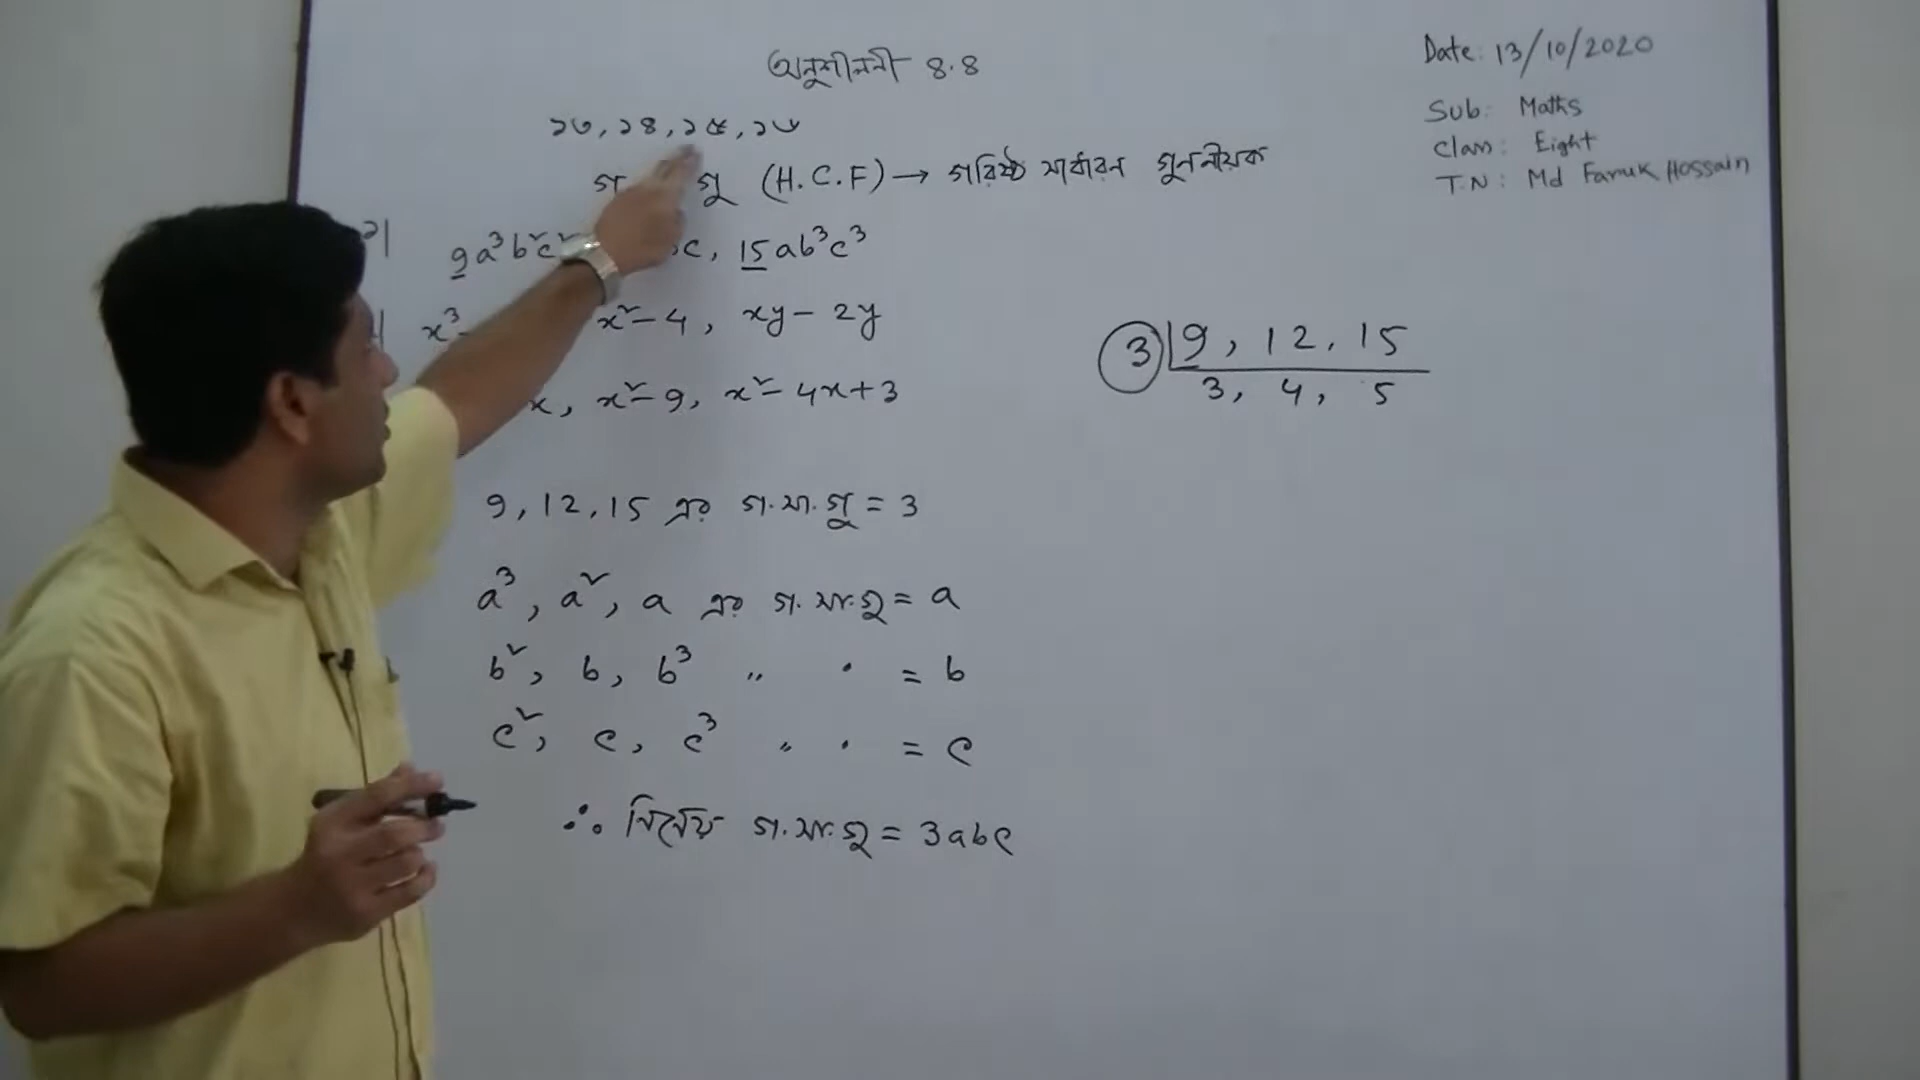 অনুশীলনী ৪.৪
Date: 13/10/2020
Sub: Maths
Class: Eight
T.N: Md Faruk Hossain
১৩, ১৪, ১৫, ১৬
গ গু (H.C.F) → গরিষ্ঠ সাধারন গুননীয়ক
9a³b²c² c, 15ab³c³
x³- x²-4, xy-2y
x, x²-9, x²-4x+3
3 9, 12, 15
3, 4, 5
9, 12, 15 এর গ.সা.গু = 3
a³, a², a এর গ.সা.গু = a
b², b, b³ " " = b
c², c, c³ " " = c
∴ নির্ণেয় গ.সা.গু = 3abc